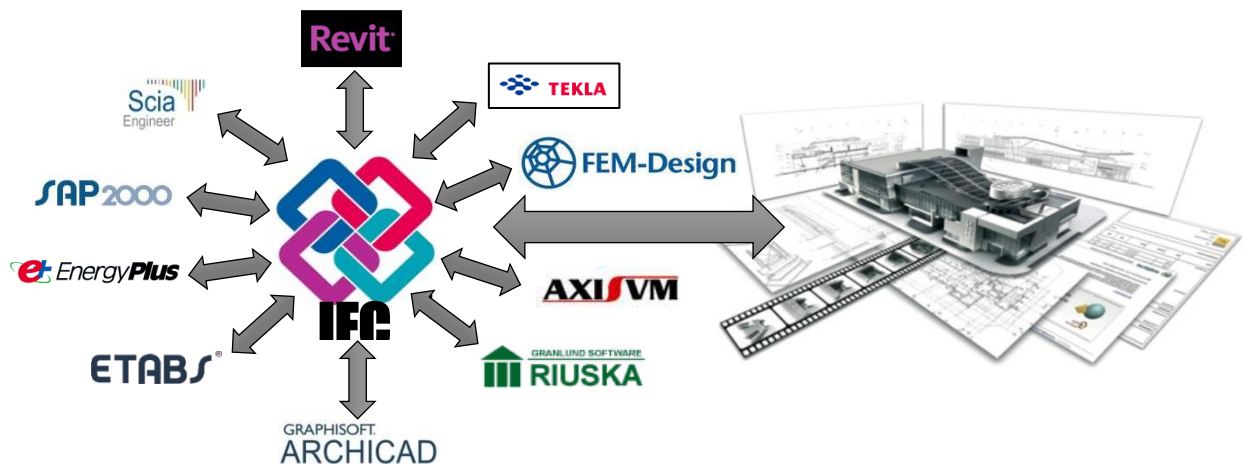 Revit
Scia
Engineer
TEKLA
FEM-Design
SAP2000
EnergyPlus
AXISVM
IFC
ETABS®
GRANLUND SOFTWARE
RIUSKA
GRAPHISOFT.
ARCHICAD